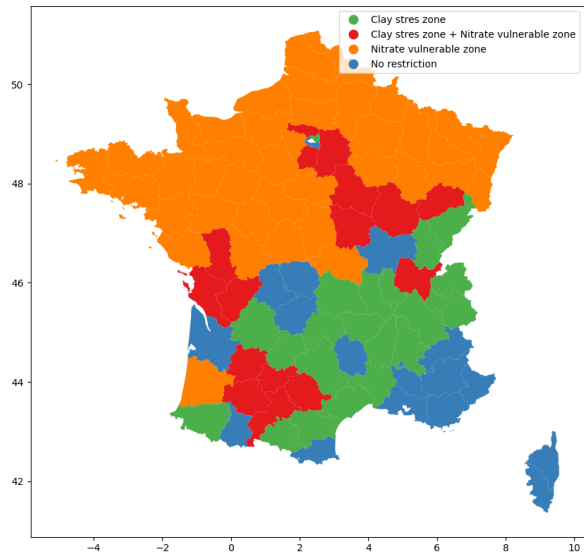 Clay stres zone
Clay stres zone + Nitrate vulnerable zone
Nitrate vulnerable zone
No restriction
50
48
46
44
42
−4 −2 0 2 4 6 8 10